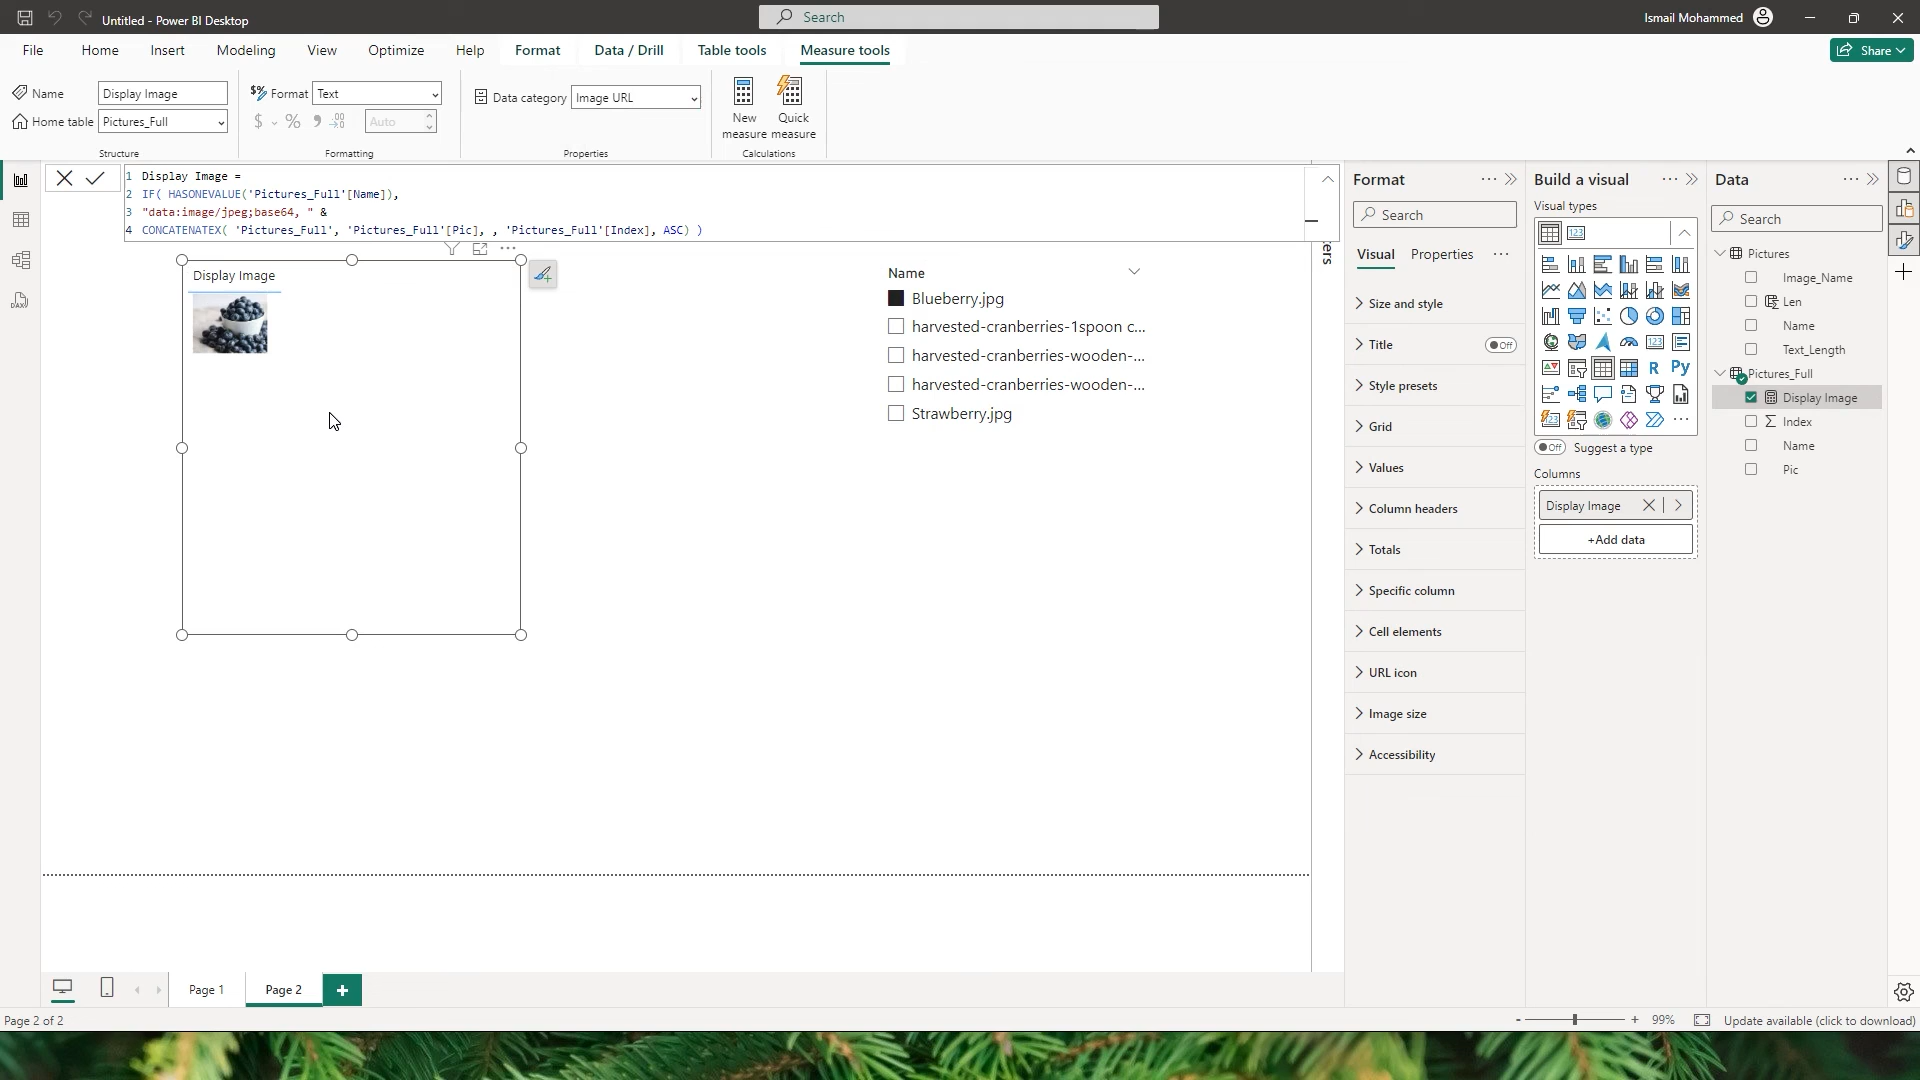 Untitled - Power BI Desktop
Search
Ismail Mohammed
File Home Insert Modeling View Optimize Help Format Data / Drill Table tools Measure tools
Share
Name Display Image
Home table Pictures_Full
Structure
Format Text
$ % Auto
Formatting
Data category Image URL
Properties
New measure
Quick measure
Calculations
1 Display Image =
2 IF( HASONEVALUE('Pictures_Full'[Name]),
3 "data:image/jpeg;base64, " &
4 CONCATENATEX( 'Pictures_Full', 'Pictures_Full'[Pic], , 'Pictures_Full'[Index], ASC) )
Display Image
Name
Blueberry.jpg
harvested-cranberries-1spoon c...
harvested-cranberries-wooden-...
harvested-cranberries-wooden-...
Strawberry.jpg
ters
Format
Search
Visual Properties
Size and style
Title Off
Style presets
Grid
Values
Column headers
Totals
Specific column
Cell elements
URL icon
Image size
Accessibility
Build a visual
Visual types
123
123
R
Py
123
Off Suggest a type
Columns
Display Image
+Add data
Data
Search
Pictures
Image_Name
Len
Name
Text_Length
Pictures_Full
Display Image
Index
Name
Pic
Page 1
Page 2
Page 2 of 2
- + 99%
Update available (click to download)